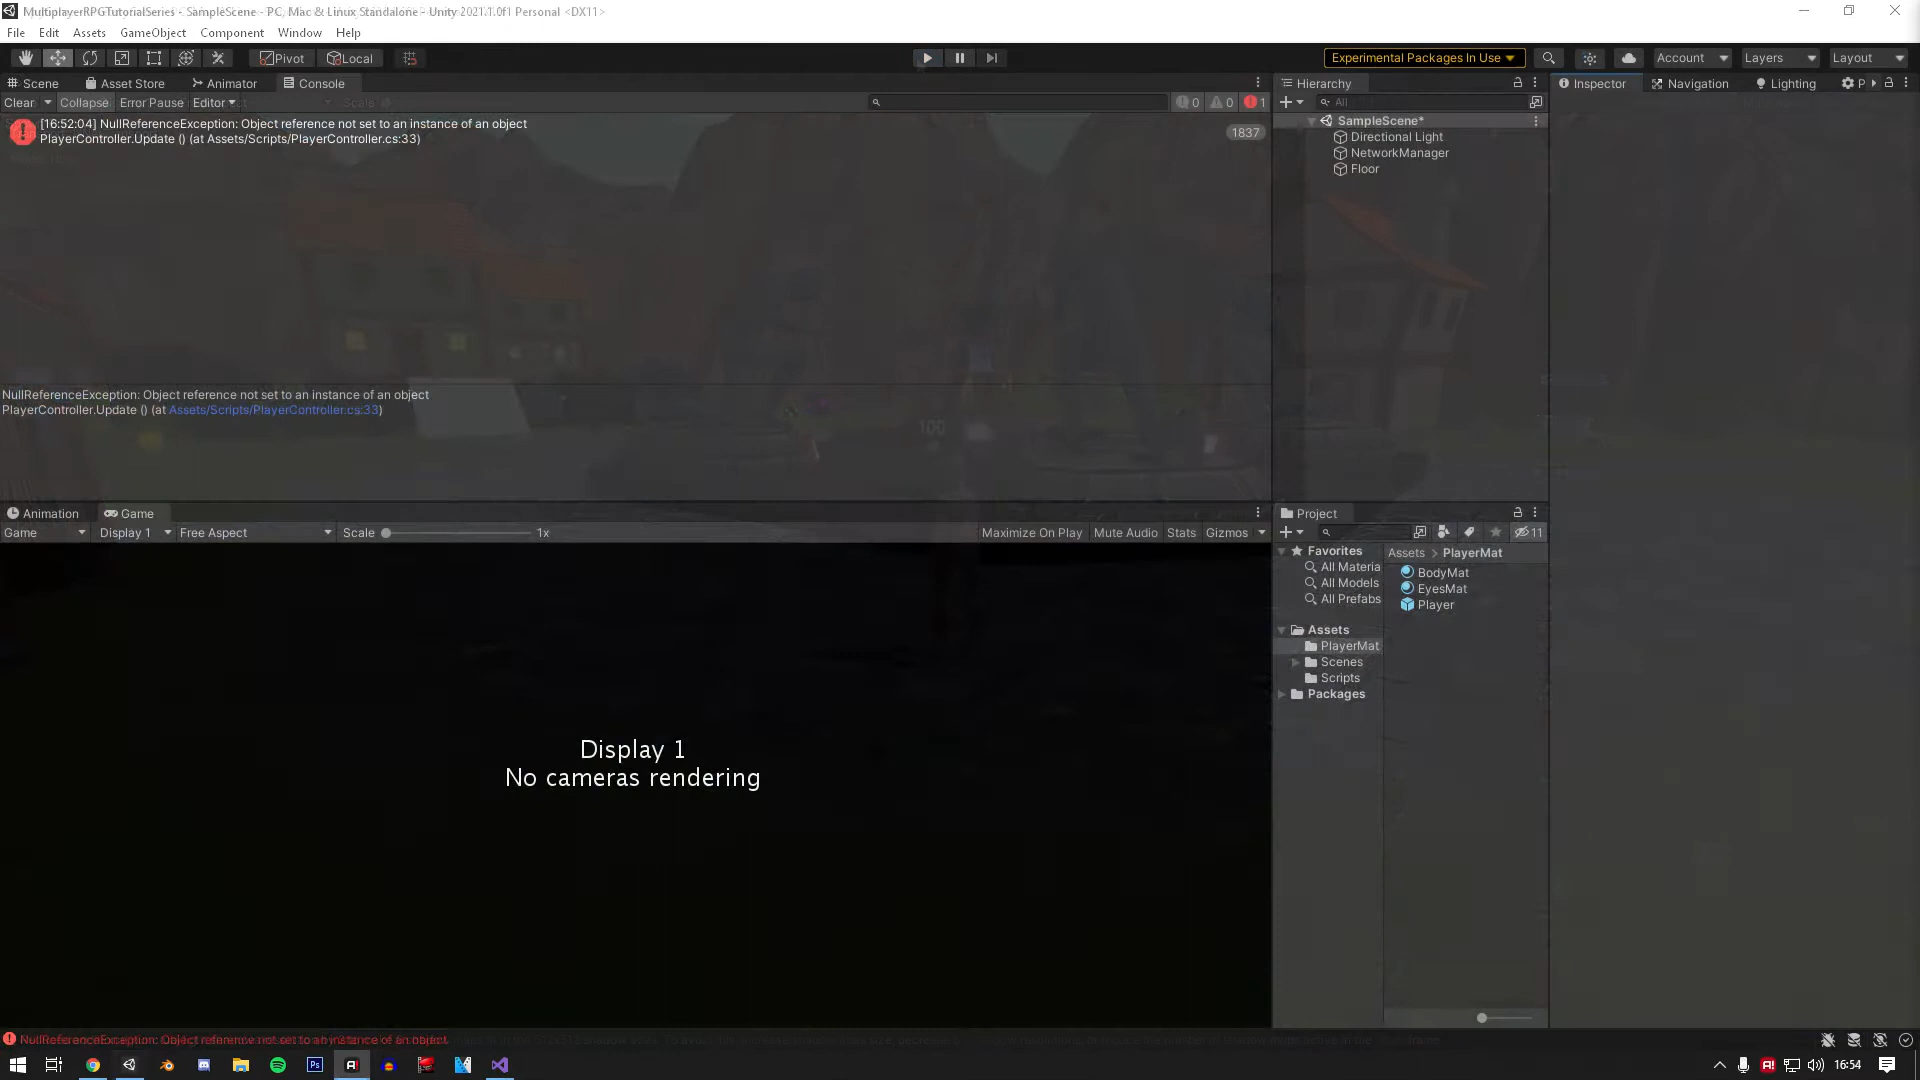 MultiplayerRPGTutorialSeries - SampleScene - PC, Mac & Linux Standalone - Unity 2021.1.0f1 Personal <DX11>
File Edit Assets GameObject Component Window Help
Pivot Local Experimental Packages In Use Account Layers Layout
Scene Asset Store Animator Console
Clear Collapse Error Pause Editor 0 0 1
[16:52:04] NullReferenceException: Object reference not set to an instance of an object
PlayerController.Update () (at Assets/Scripts/PlayerController.cs:33)
1837
NullReferenceException: Object reference not set to an instance of an object
PlayerController.Update () (at Assets/Scripts/PlayerController.cs:33)
100
Hierarchy
All
SampleScene*
Directional Light
NetworkManager
Floor
Inspector Navigation Lighting P
Animation Game
Game Display 1 Free Aspect Scale 1x Maximize On Play Mute Audio Stats Gizmos
Display 1
No cameras rendering
Project
11
Favorites
All Materia
All Models
All Prefabs
Assets
PlayerMat
Scenes
Scripts
Packages
Assets > PlayerMat
BodyMat
EyesMat
Player
NullReferenceException: Object reference not set to an instance of an object
Ps A!
16:54